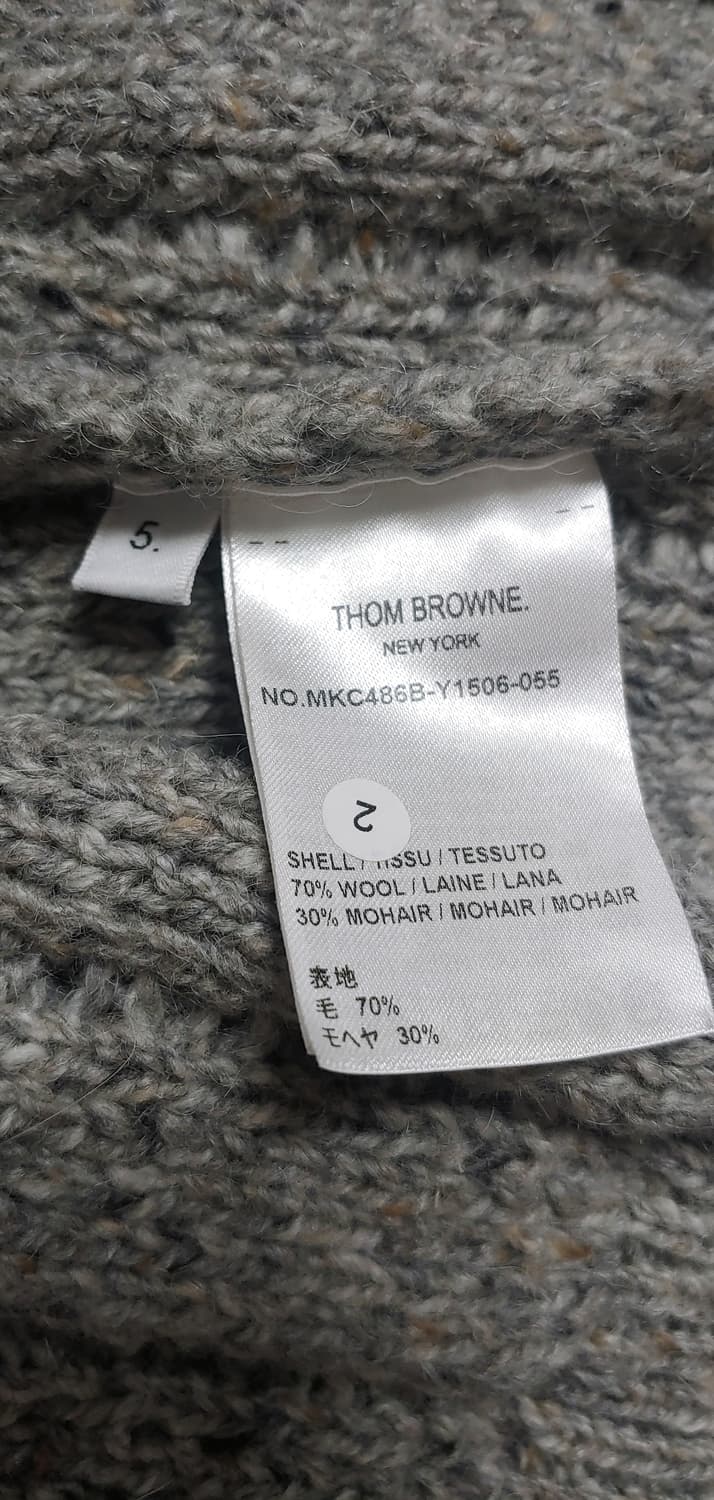 5.
THOM BROWNE.
NEW YORK
NO.MKC486B-Y1506-055
2
SHELL / TISSU / TESSUTO
70% WOOL / LAINE / LANA
30% MOHAIR / MOHAIR / MOHAIR
表地
毛 70%
モヘヤ 30%